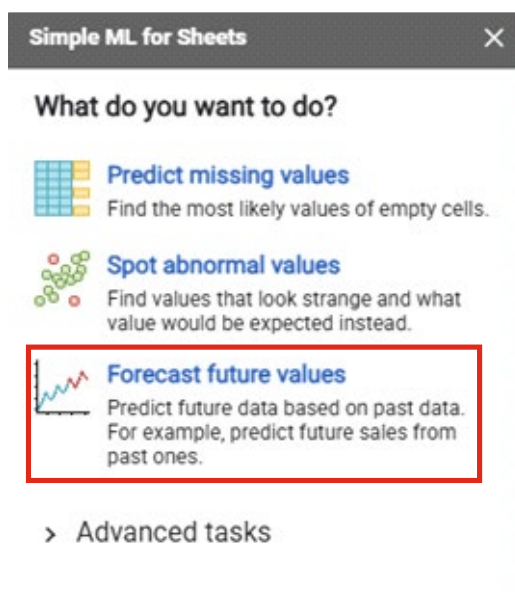 Simple ML for Sheets
What do you want to do?
Predict missing values
Find the most likely values of empty cells.
Spot abnormal values
Find values that look strange and what
value would be expected instead.
Forecast future values
Predict future data based on past data.
For example, predict future sales from
past ones.
Advanced tasks